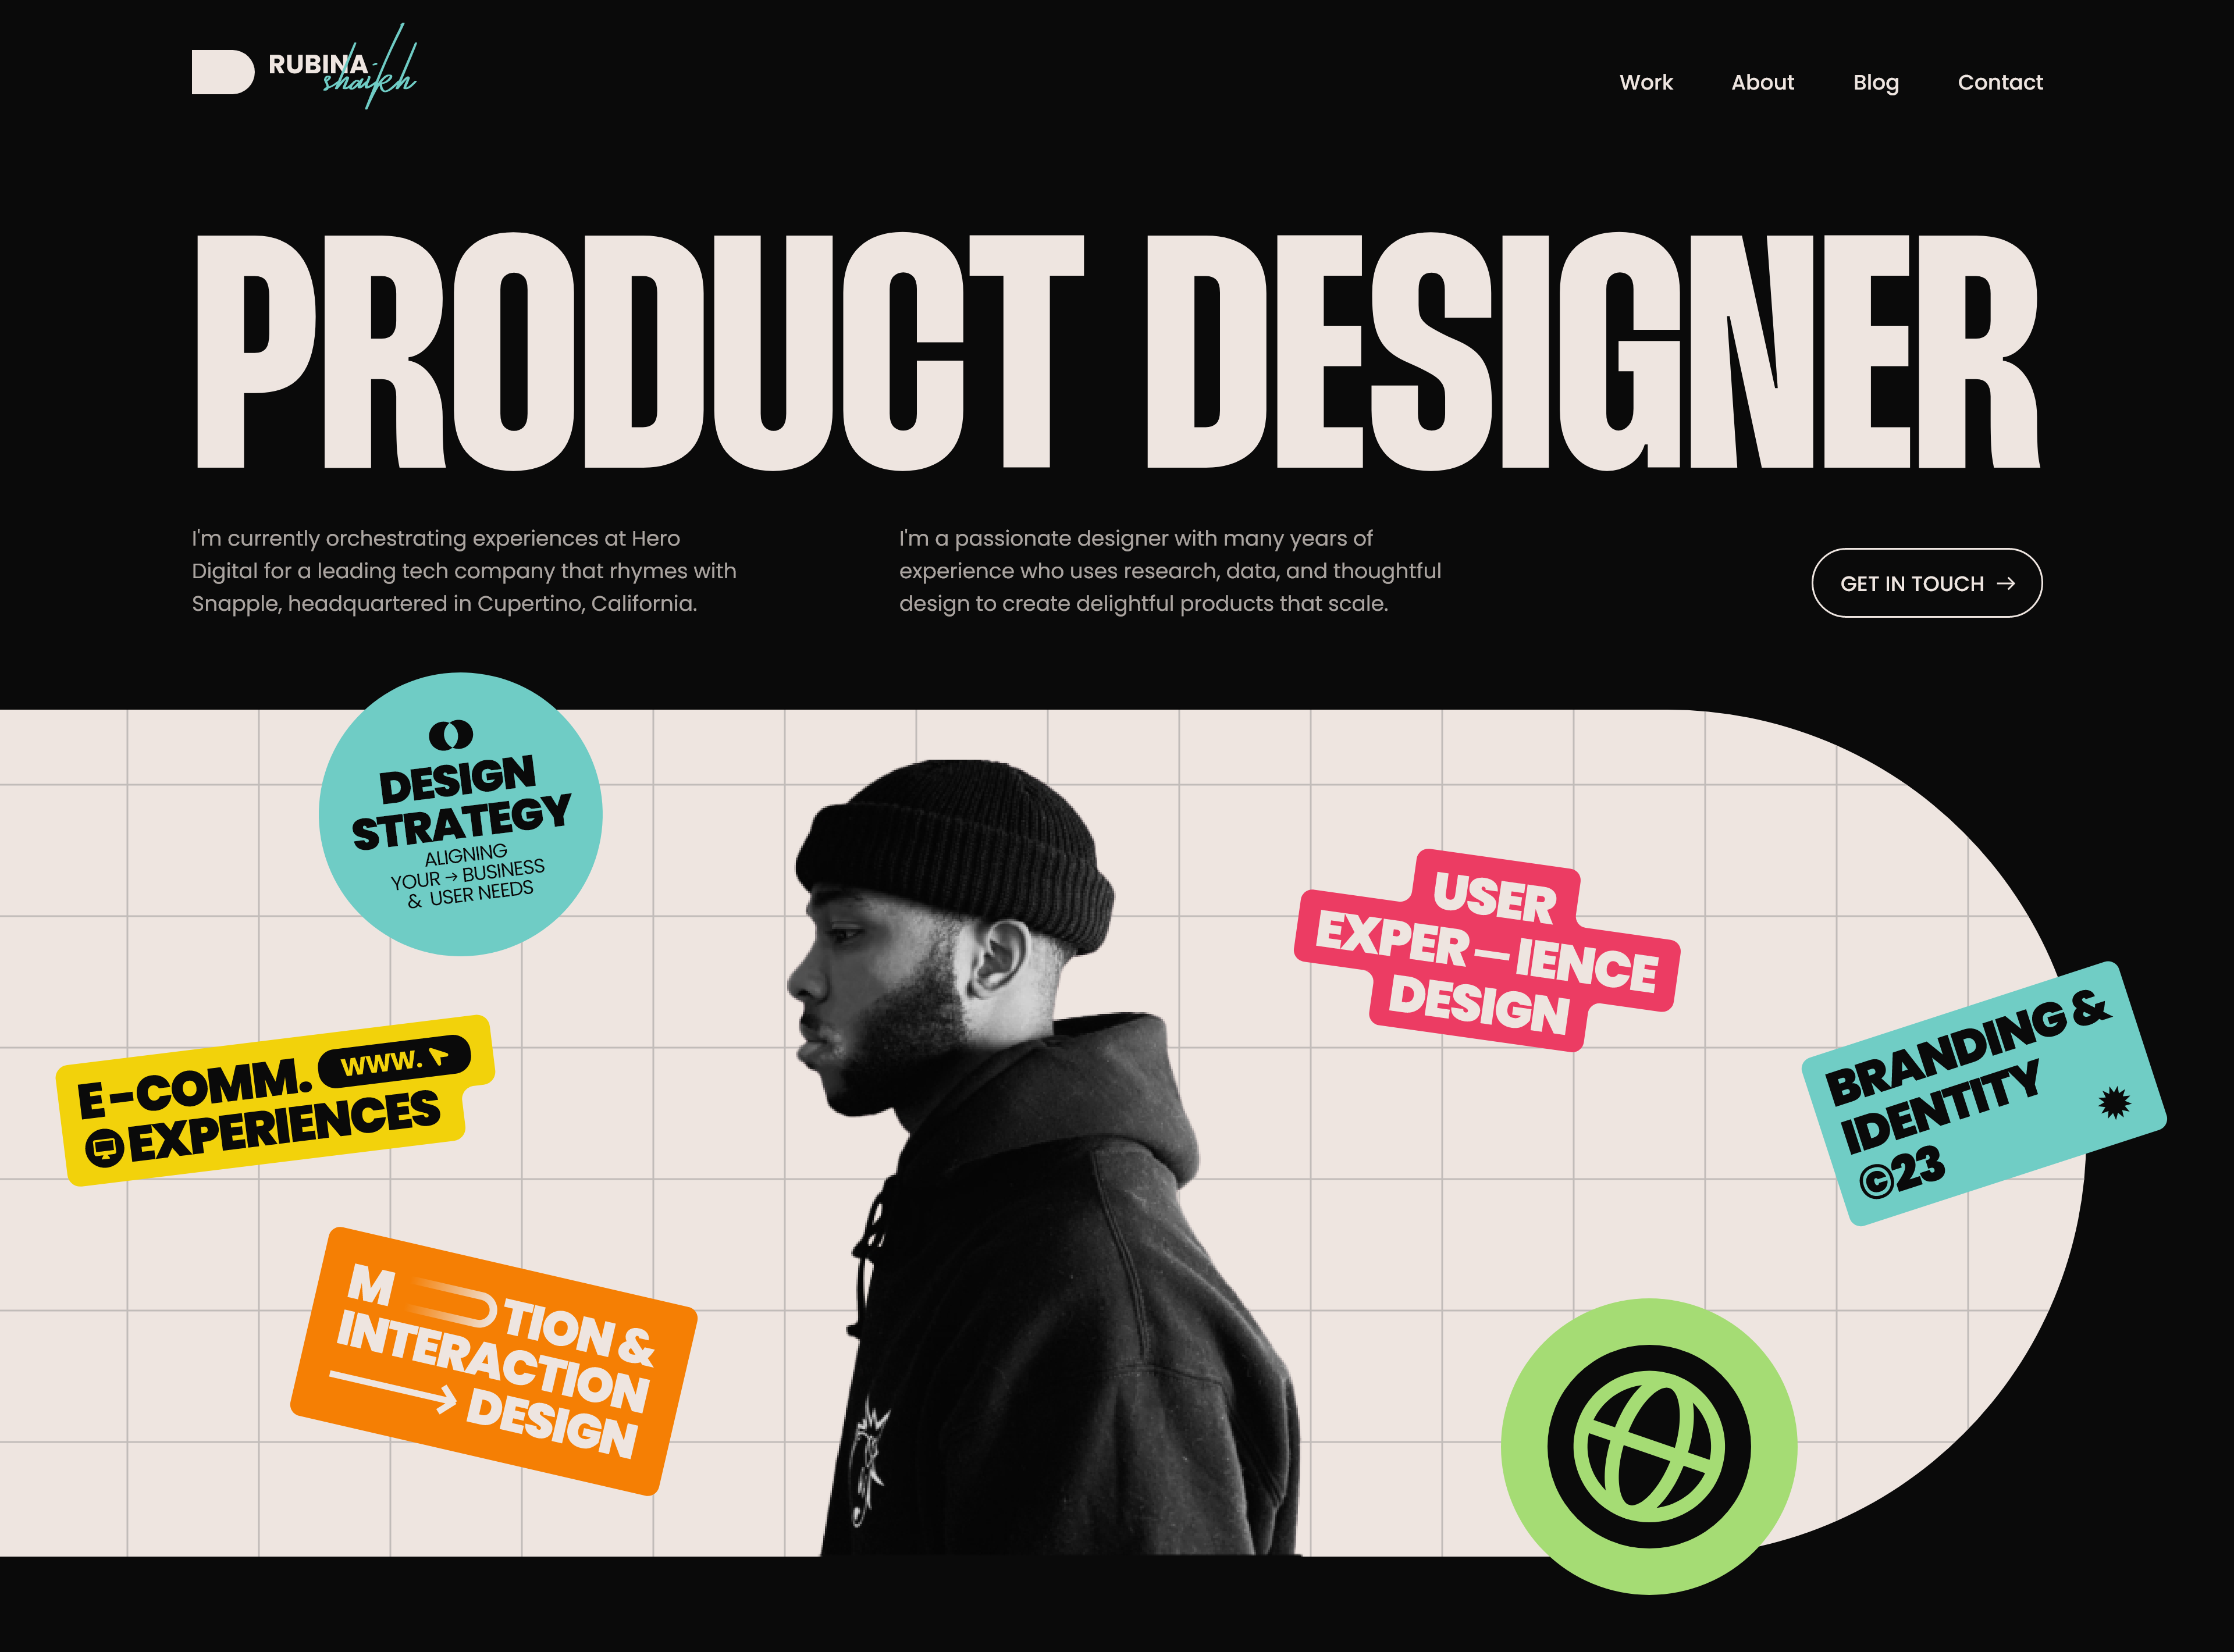 RUBINA
shaikh
Work
About
Blog
Contact
PRODUCT DESIGNER
I'm currently orchestrating experiences at Hero
Digital for a leading tech company that rhymes with
Snapple, headquartered in Cupertino, California.
I'm a passionate designer with many years of
experience who uses research, data, and thoughtful
design to create delightful products that scale.
GET IN TOUCH →
DESIGN
STRATEGY
ALIGNING
YOUR → BUSINESS
& USER NEEDS
USER
EXPER — IENCE
DESIGN
E-COMM. WWW.
EXPERIENCES
BRANDING &
IDENTITY
©23
M TION &
INTERACTION
→ DESIGN